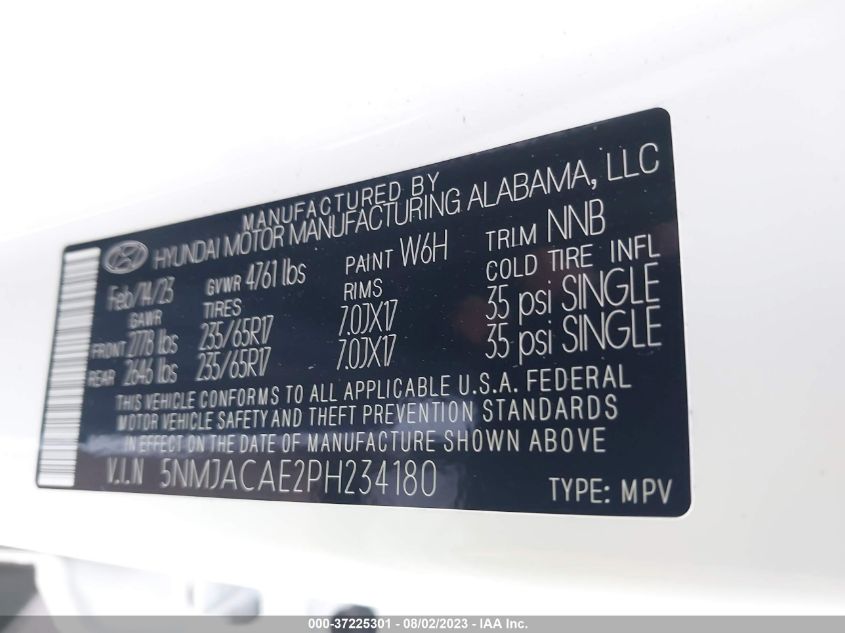 MANUFACTURED BY
HYUNDAI MOTOR MANUFACTURING ALABAMA, LLC
Feb/14/23 GVWR 4761 lbs PAINT W6H TRIM NNB
GAWR TIRES RIMS COLD TIRE INFL
FRONT 2778 lbs 235/65R17 7.0JX17 35 psi SINGLE
REAR 2646 lbs 235/65R17 7.0JX17 35 psi SINGLE
THIS VEHICLE CONFORMS TO ALL APPLICABLE U.S.A. FEDERAL
MOTOR VEHICLE SAFETY AND THEFT PREVENTION STANDARDS
IN EFFECT ON THE DATE OF MANUFACTURE SHOWN ABOVE
V.I.N 5NMJACAE2PH234180 TYPE: MPV
000-37225301 - 08/02/2023 - IAA Inc.